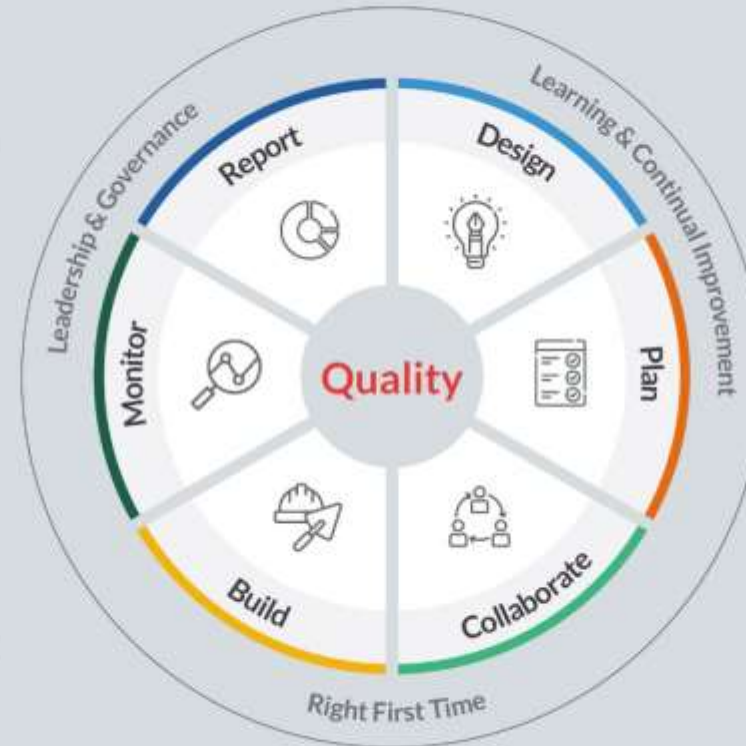 Leadership & Governance
Learning & Continual Improvement
Report
Design
Monitor
Quality
Plan
Build
Collaborate
Right First Time